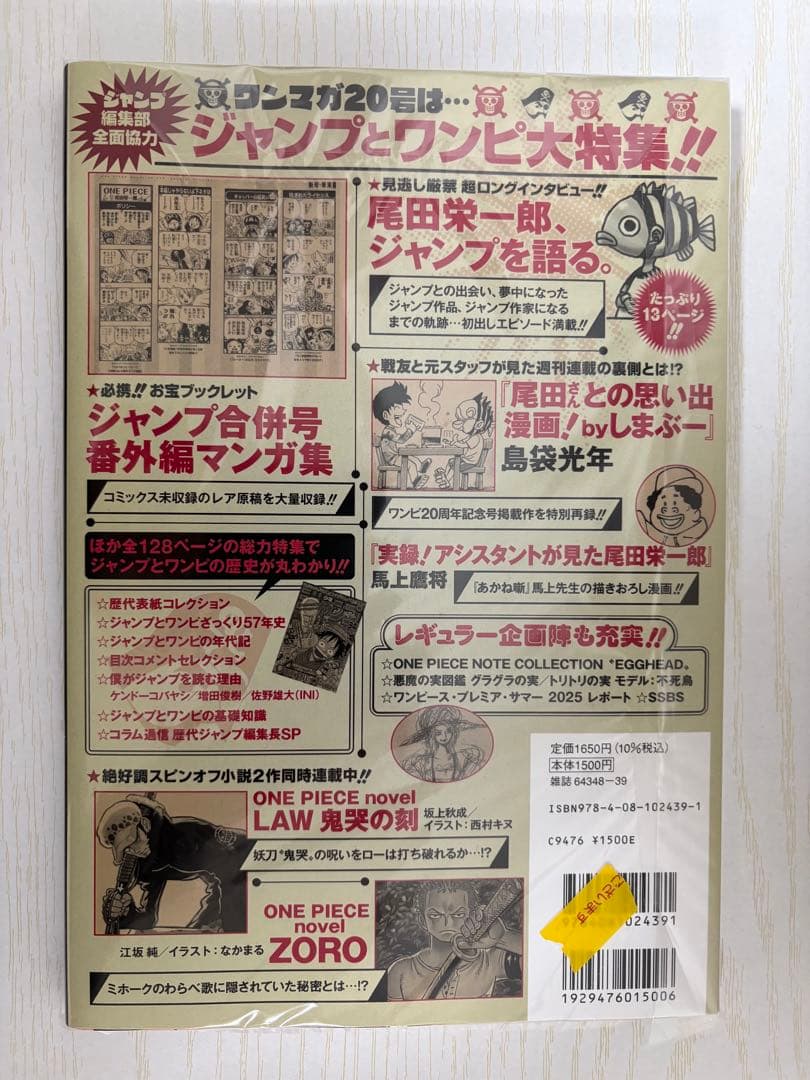 ジャンプ
編集部
全面協力
ワンマガ20号は…
ジャンプとワンピ大特集!!
ONE PIECE
ポリシー
★見逃し厳禁 超ロングインタビュー!!
尾田栄一郎、
ジャンプを語る。
ジャンプとの出会い、夢中になった
ジャンプ作品、ジャンプ作家になる
までの軌跡…初出しエピソード満載!!
たっぷり
13ページ
!!
★必携!! お宝ブックレット
ジャンプ合併号
番外編マンガ集
コミックス未収録のレア原稿を大量収録!!
★戦友と元スタッフが見た週刊連載の裏側とは!?
『尾田さんとの思い出
漫画!byしまぶー』
島袋光年
ワンピ20周年記念号掲載作を特別再録!!
『実録!アシスタントが見た尾田栄一郎』
馬上鷹将
『あかね噺』馬上先生の描きおろし漫画!!
ほか全128ページの総力特集で
ジャンプとワンピの歴史が丸わかり!!
☆歴代表紙コレクション
☆ジャンプとワンピざっくり57年史
☆ジャンプとワンピの年代記
☆目次コメントセレクション
☆僕がジャンプを読む理由
ケンドーコバヤシ/増田俊樹/佐野雄大(INI)
☆ジャンプとワンピの基礎知識
☆コラム通信 歴代ジャンプ編集長SP
レギュラー企画陣も充実!!
☆ONE PIECE NOTE COLLECTION〝EGGHEAD〟
☆悪魔の実図鑑 グラグラの実/トリトリの実 モデル:不死鳥
☆ワンピース・プレミア・サマー 2025 レポート ☆SSBS
★絶好調スピンオフ小説2作同時連載中!!
ONE PIECE novel
LAW 鬼哭の刻
坂上秋成/
イラスト:西村キヌ
妖刀〝鬼哭〟の呪いをローは打ち破れるか…!?
ONE PIECE
novel
ZORO
江坂 純/イラスト:なかまる
ミホークのわらべ歌に隠されていた秘密とは…!?
定価1650円(10%税込)
本体1500円
雑誌 64348-39
ISBN978-4-08-102439-1
C9476 ¥1500E
ございます
024391
1929476015006